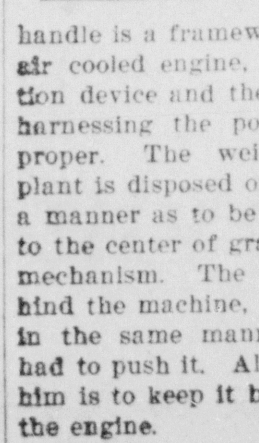 handle is a framew
air cooled engine,
tion device and the
harnessing the po
proper. The wei
plant is disposed o
a manner as to be
to the center of gra
mechanism. The
hind the machine,
in the same mann
had to push it. Al
him is to keep it b
the engine.